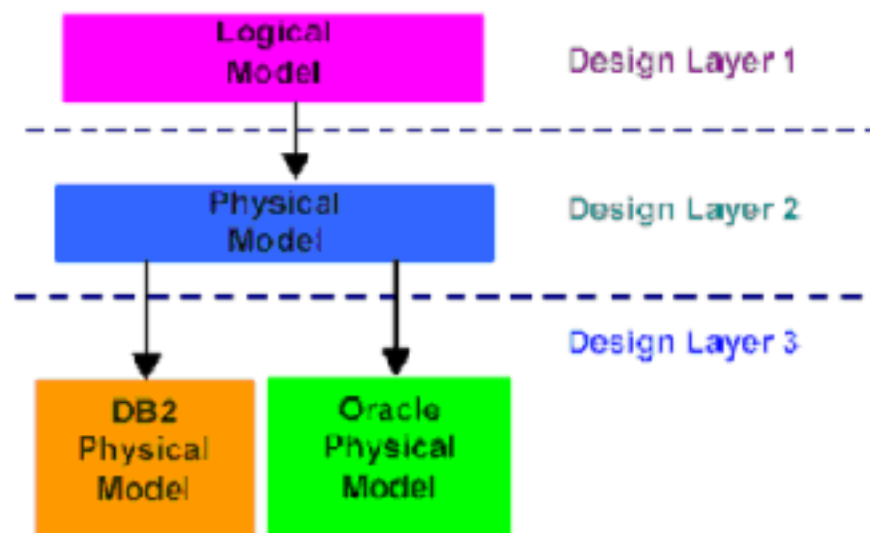 Logical
Model
Design Layer 1
Physical
Model
Design Layer 2
Design Layer 3
DB2
Physical
Model
Oracle
Physical
Model